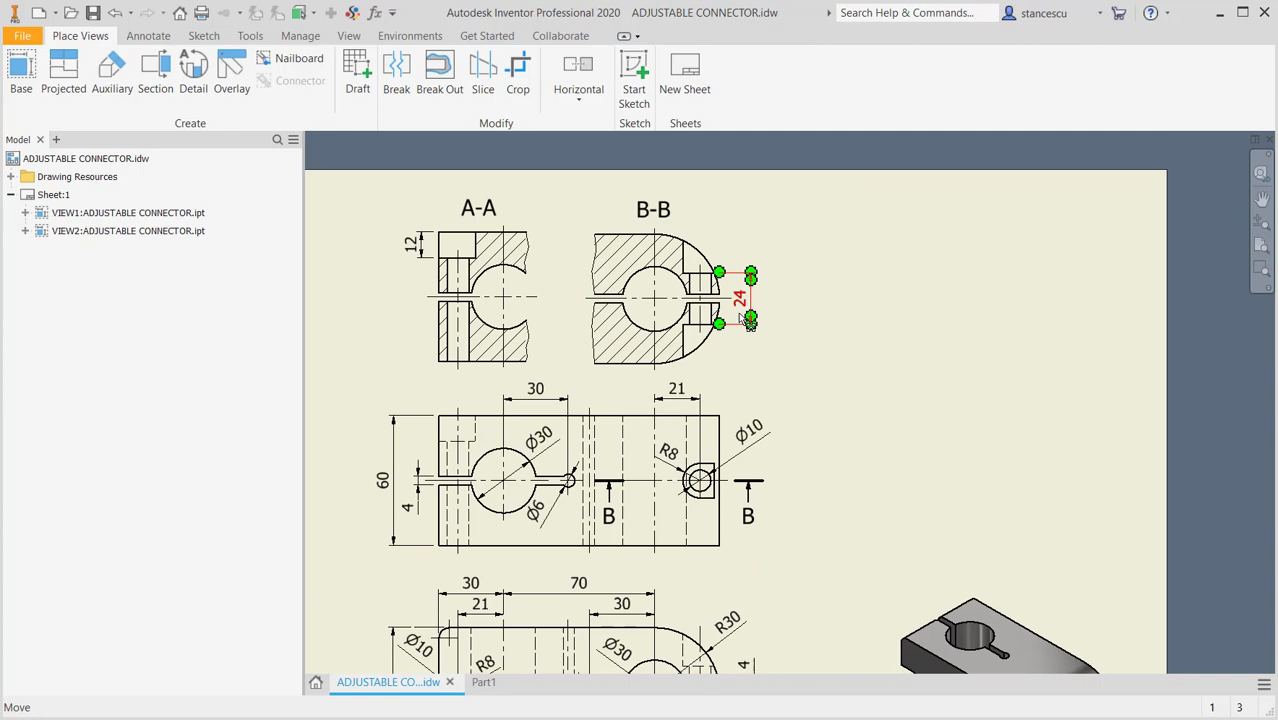 PRO
Autodesk Inventor Professional 2020 ADJUSTABLE CONNECTOR.idw
Search Help & Commands...
stancescu
File
Place Views
Annotate
Sketch
Tools
Manage
View
Environments
Get Started
Collaborate
Base
Projected
Auxiliary
Section
Detail
Overlay
Nailboard
Connector
Draft
Break
Break Out
Slice
Crop
Horizontal
Start
Sketch
New Sheet
Create
Modify
Sketch
Sheets
Model
ADJUSTABLE CONNECTOR.idw
Drawing Resources
Sheet:1
VIEW1:ADJUSTABLE CONNECTOR.ipt
VIEW2:ADJUSTABLE CONNECTOR.ipt
A-A
B-B
12
24
30
21
Ø30
R8
Ø10
60
4
Ø6
B
B
30
70
21
30
R30
Ø10
R8
Ø30
4
ADJUSTABLE CO...idw
Part1
Move
1
3